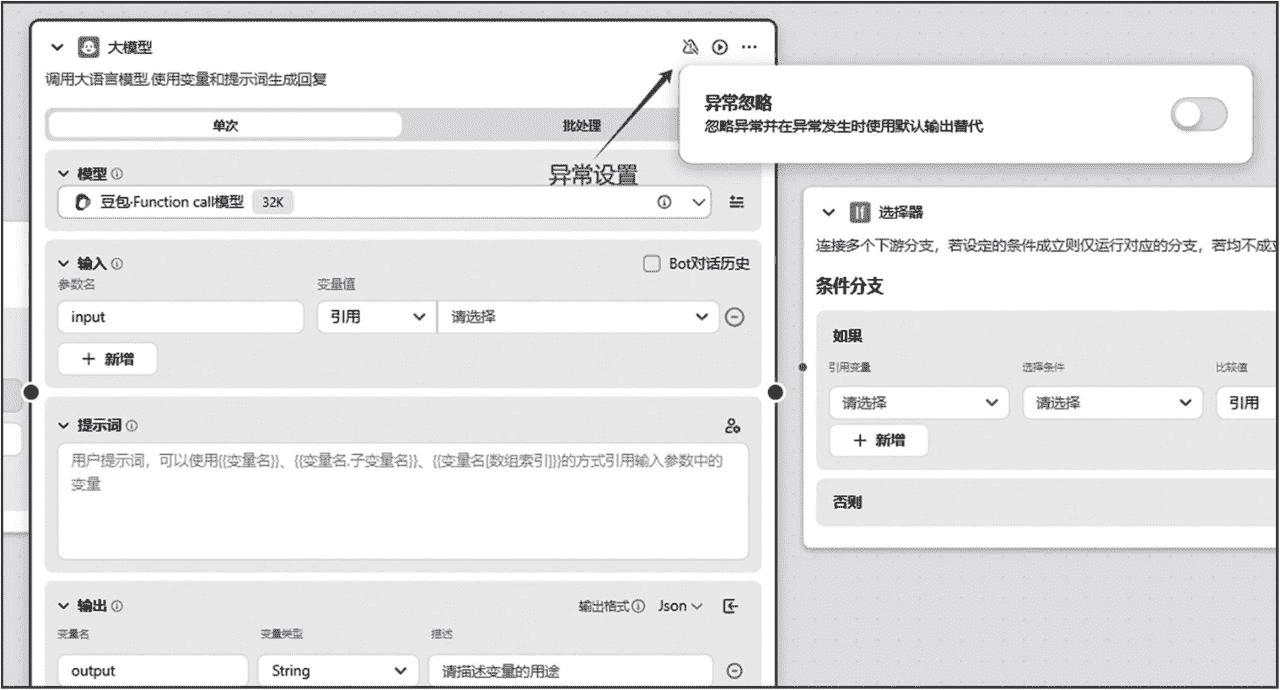 大模型
调用大语言模型,使用变量和提示词生成回复
单次
批处理
异常忽略
忽略异常并在异常发生时使用默认输出替代
异常设置
模型
豆包·Function call模型 32K
输入
Bot对话历史
参数名 变量值
input 引用 请选择
+ 新增
提示词
用户提示词，可以使用{{变量名}}、{{变量名.子变量名}}、{{变量名[数组索引]}}的方式引用输入参数中的
变量
输出
输出格式 Json
变量名 变量类型 描述
output String 请描述变量的用途
选择器
连接多个下游分支，若设定的条件成立则仅运行对应的分支，若均不成立
条件分支
如果
引用变量 选择条件 比较值
请选择 请选择 引用
+ 新增
否则